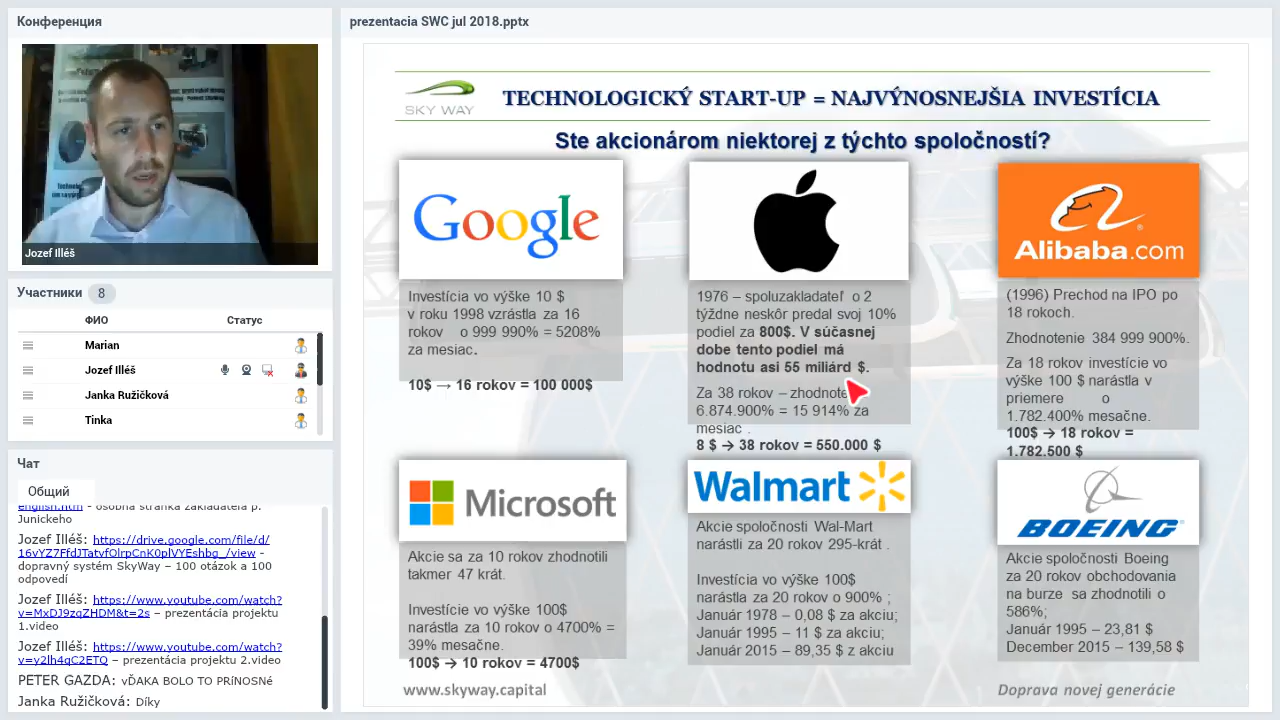 Конференция
Jozef Illéš
Участники 8
ФИО Статус
Marian
Jozef Illéš
Janka Ružičková
Tinka
Чат
Общий
english.htm - osobná stránka zakladateľa p.
Junickeho
Jozef Illéš: https://drive.google.com/file/d/
16vYZ7FfdJTatvfOlrpCnK0plVYEshbg_/view -
dopravný systém SkyWay – 100 otázok a 100
odpovedí
Jozef Illéš: https://www.youtube.com/watch?
v=MxDJ9zqZHDM&t=2s – prezentácia projektu
1.video
Jozef Illéš: https://www.youtube.com/watch?
v=y2lh4qC2ETQ – prezentácia projektu 2.video
PETER GAZDA: vĎAKA BOLO TO PRíNOSNé
Janka Ružičková: Díky
prezentacia SWC jul 2018.pptx
SKY WAY
TECHNOLOGICKÝ START-UP = NAJVÝNOSNEJŠIA INVESTÍCIA
Ste akcionárom niektorej z týchto spoločností?
Google
Investícia vo výške 10 $
v roku 1998 vzrástla za 16
rokov o 999 990% = 5208%
za mesiac.
10$ → 16 rokov = 100 000$
1976 – spoluzakladateľ o 2
týždne neskôr predal svoj 10%
podiel za 800$. V súčasnej
dobe tento podiel má
hodnotu asi 55 miliárd $.
Za 38 rokov – zhodnote
6.874.900% = 15 914% za
mesiac .
8 $ → 38 rokov = 550.000 $
Alibaba.com
(1996) Prechod na IPO po
18 rokoch.
Zhodnotenie 384 999 900%.
Za 18 rokov investície vo
výške 100 $ narástla v
priemere o
1.782.400% mesačne.
100$ → 18 rokov =
1.782.500 $
Microsoft
Akcie sa za 10 rokov zhodnotili
takmer 47 krát.
Investície vo výške 100$
narástla za 10 rokov o 4700% =
39% mesačne.
100$ → 10 rokov = 4700$
Walmart
Akcie spoločnosti Wal-Mart
narástli za 20 rokov 295-krát .
Investícia vo výške 100$
narástla za 20 rokov o 900% ;
Január 1978 – 0,08 $ za akciu;
Január 1995 – 11 $ za akciu;
Január 2015 – 89,35 $ z akciu
BOEING
Akcie spoločnosti Boeing
za 20 rokov obchodovania
na burze sa zhodnotili o
586%;
Január 1995 – 23,81 $
December 2015 – 139,58 $
www.skyway.capital
Doprava novej generácie